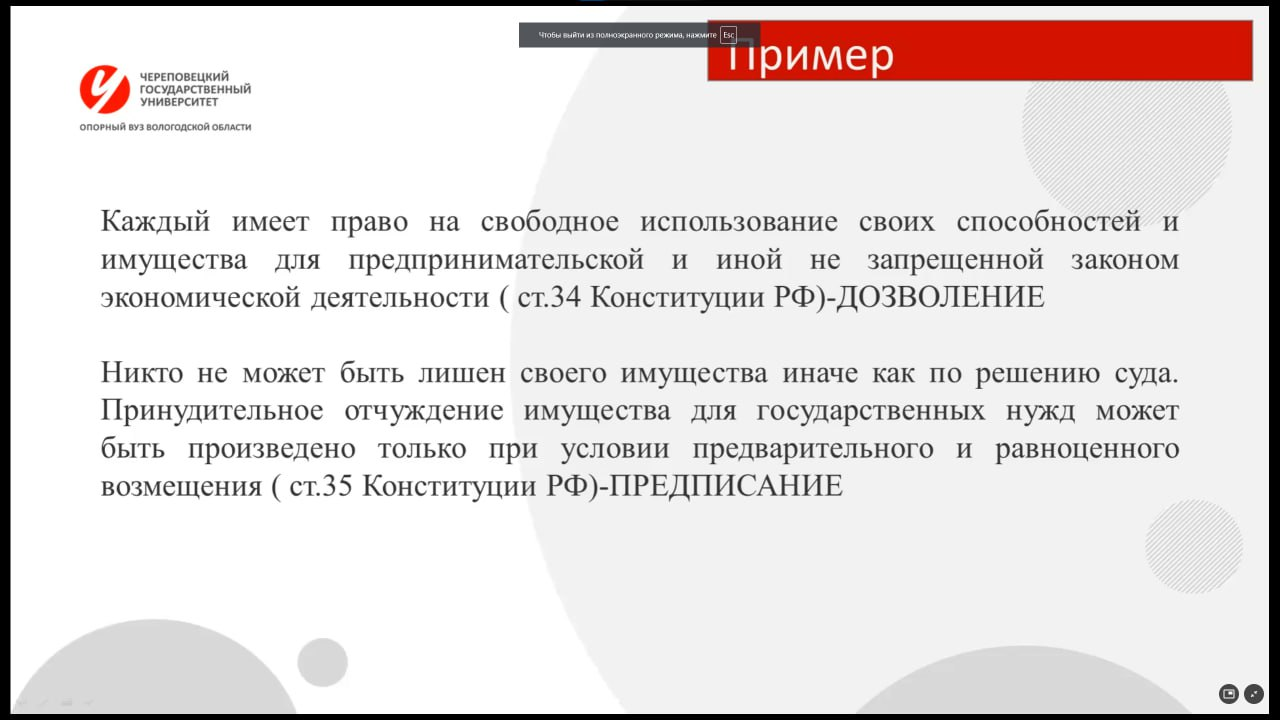 Чтобы выйти из полноэкранного режима, нажмите Esc
Пример
ЧЕРЕПОВЕЦКИЙ
ГОСУДАРСТВЕННЫЙ
УНИВЕРСИТЕТ
ОПОРНЫЙ ВУЗ ВОЛОГОДСКОЙ ОБЛАСТИ
Каждый имеет право на свободное использование своих способностей и
имущества для предпринимательской и иной не запрещенной законом
экономической деятельности ( ст.34 Конституции РФ)-ДОЗВОЛЕНИЕ
Никто не может быть лишен своего имущества иначе как по решению суда.
Принудительное отчуждение имущества для государственных нужд может
быть произведено только при условии предварительного и равноценного
возмещения ( ст.35 Конституции РФ)-ПРЕДПИСАНИЕ